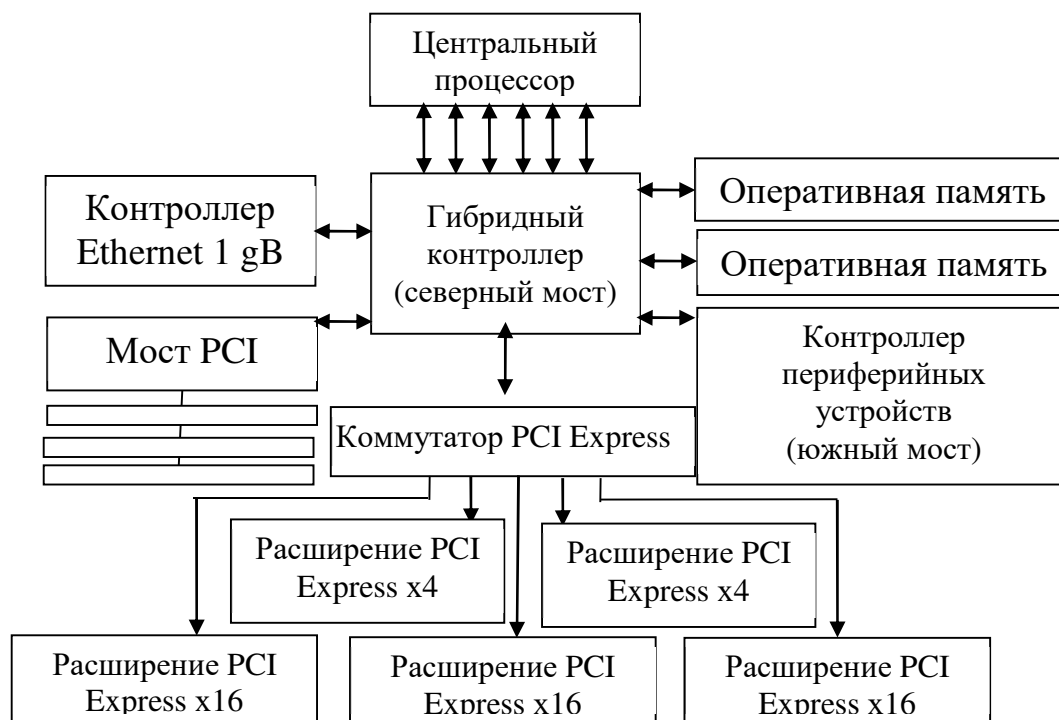 Центральный
процессор
Контроллер
Ethernet 1 gB
Гибридный
контроллер
(северный мост)
Оперативная память
Оперативная память
Мост PCI
Контроллер
периферийных
устройств
(южный мост)
Коммутатор PCI Express
Расширение PCI
Express x4
Расширение PCI
Express x4
Расширение PCI
Express x16
Расширение PCI
Express x16
Расширение PCI
Express x16